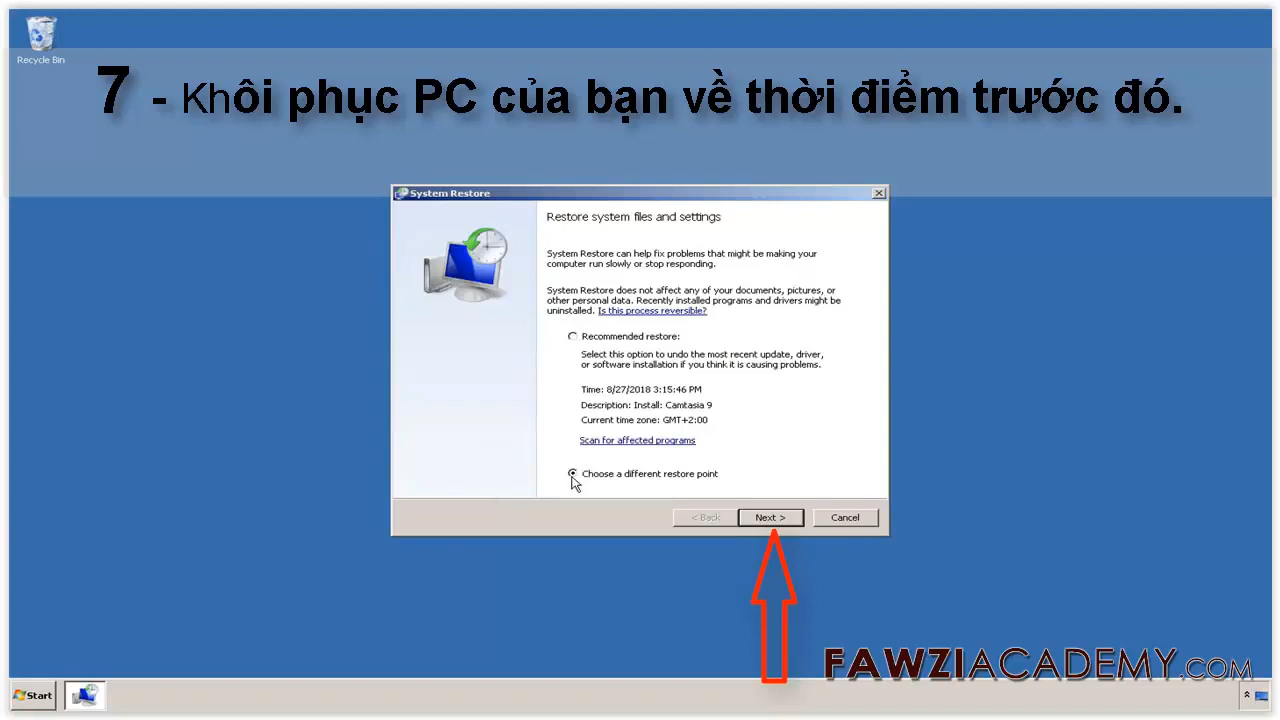 Recycle Bin
7 - Khôi phục PC của bạn về thời điểm trước đó.
System Restore
Restore system files and settings
System Restore can help fix problems that might be making your
computer run slowly or stop responding.
System Restore does not affect any of your documents, pictures, or
other personal data. Recently installed programs and drivers might be
uninstalled. Is this process reversible?
Recommended restore:
Select this option to undo the most recent update, driver,
or software installation if you think it is causing problems.
Time: 8/27/2018 3:15:46 PM
Description: Install: Camtasia 9
Current time zone: GMT+2:00
Scan for affected programs
Choose a different restore point
< Back Next > Cancel
FAWZIACADEMY.COM
Start